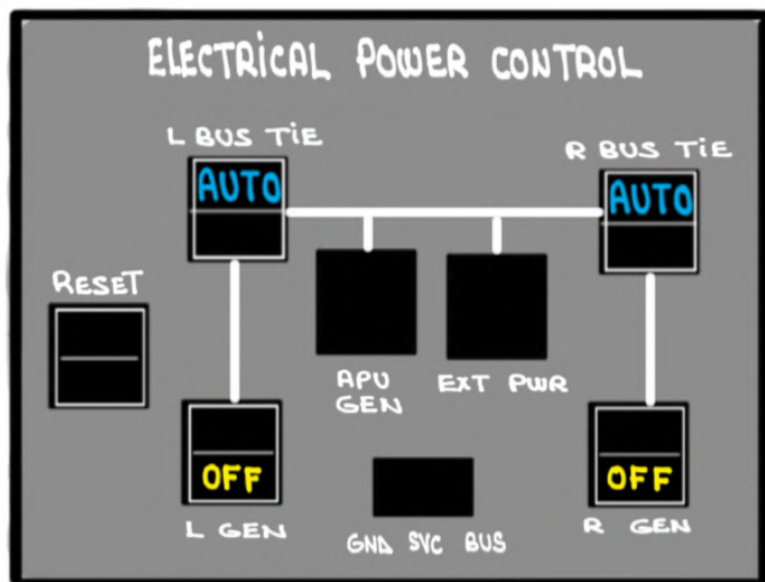 ELECTRICAL POWER CONTROL
L BUS TIE
R BUS TIE
AUTO
AUTO
RESET
APU
GEN
EXT PWR
OFF
OFF
L GEN
GND SVC BUS
R GEN